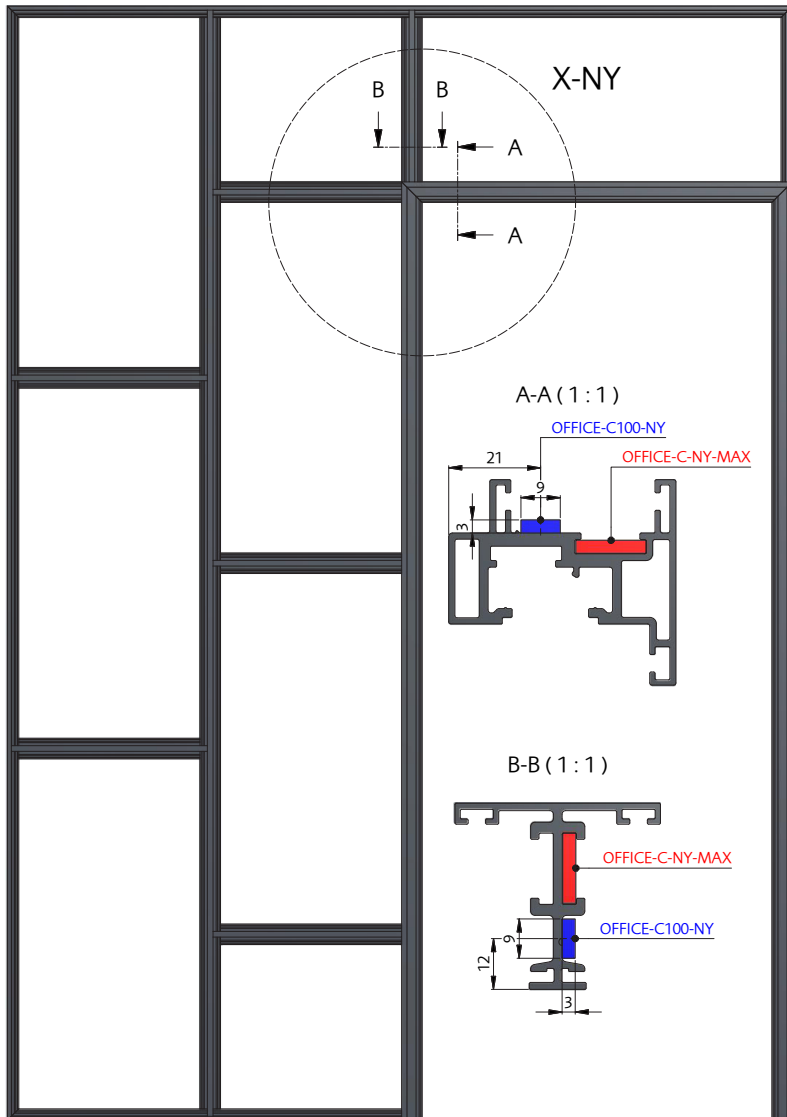 X-NY
B B
A
A
A-A ( 1 : 1 )
OFFICE-C100-NY
OFFICE-C-NY-MAX
21
9
3
B-B ( 1 : 1 )
OFFICE-C-NY-MAX
OFFICE-C100-NY
9
12
3